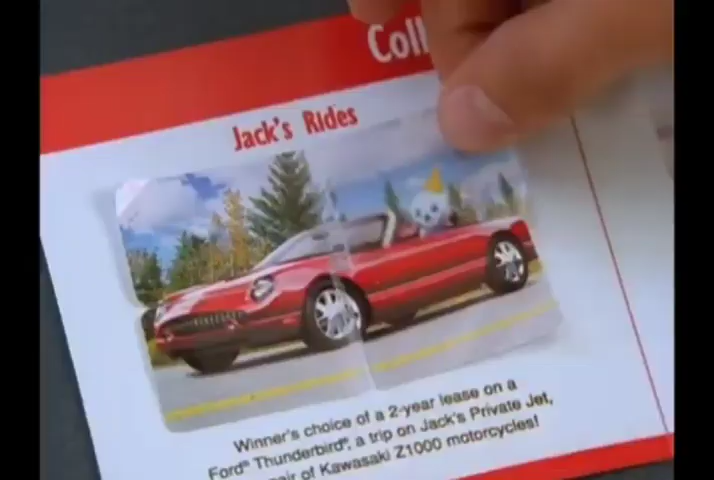 Coll
Jack's Rides
Winner's choice of a 2-year lease on a
Ford® Thunderbird®, a trip on Jack's Private Jet,
pair of Kawasaki Z1000 motorcycles!